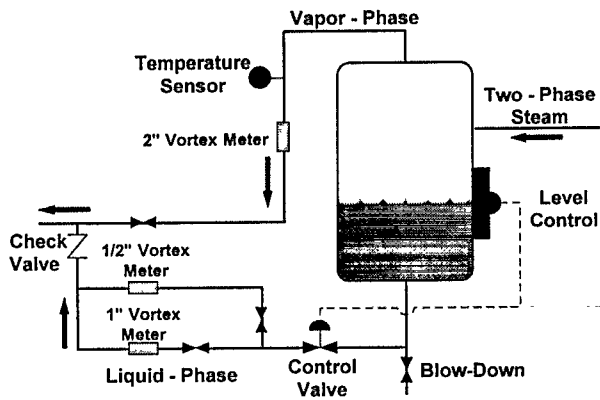 Vapor - Phase
Temperature
Sensor
Two - Phase
Steam
2" Vortex Meter
Level
Control
Check
Valve
1/2" Vortex
Meter
1" Vortex
Meter
Liquid - Phase
Control
Valve
Blow-Down